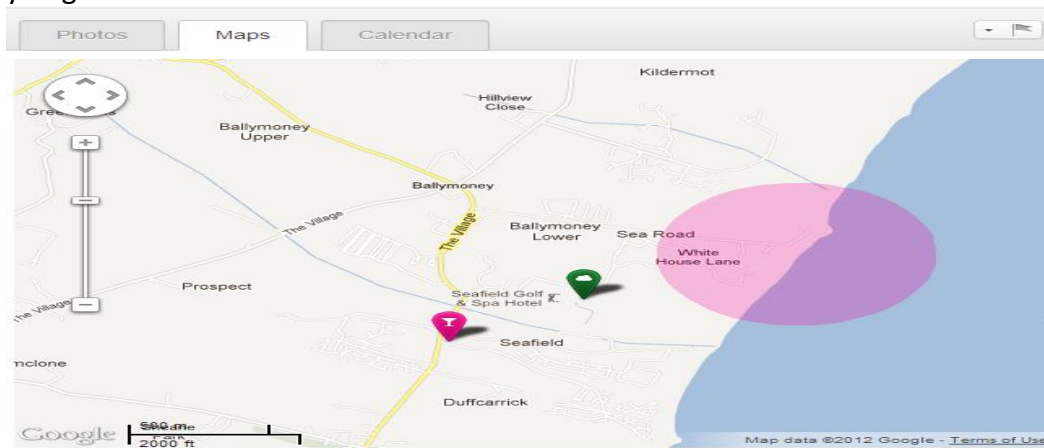 Photos
Maps
Calendar
Kildermot
Hillview
Close
Ballymoney
Upper
Ballymoney
The Village
The Village
Ballymoney
Lower
Sea Road
White
House Lane
Prospect
Seafield Golf
& Spa Hotel
The Village
Seafield
mclone
Duffcarrick
500 m
2000 ft
Google
Map data ©2012 Google - Terms of Use